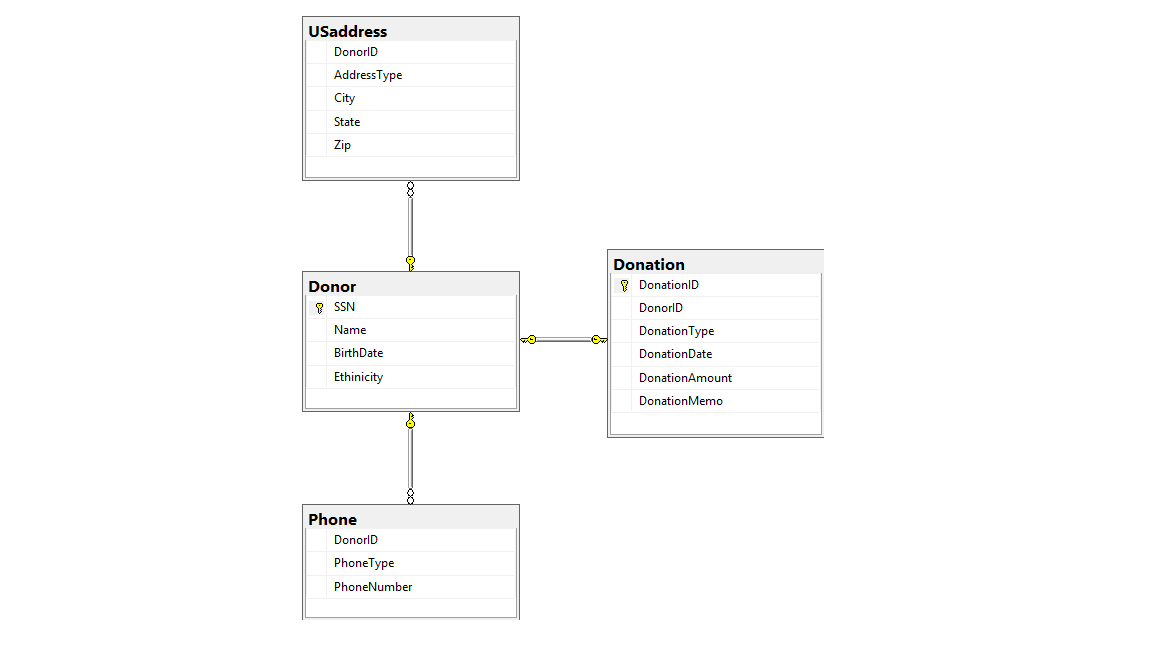 USaddress
DonorID
AddressType
City
State
Zip
Donor
SSN
Name
BirthDate
Ethinicity
Donation
DonationID
DonorID
DonationType
DonationDate
DonationAmount
DonationMemo
Phone
DonorID
PhoneType
PhoneNumber